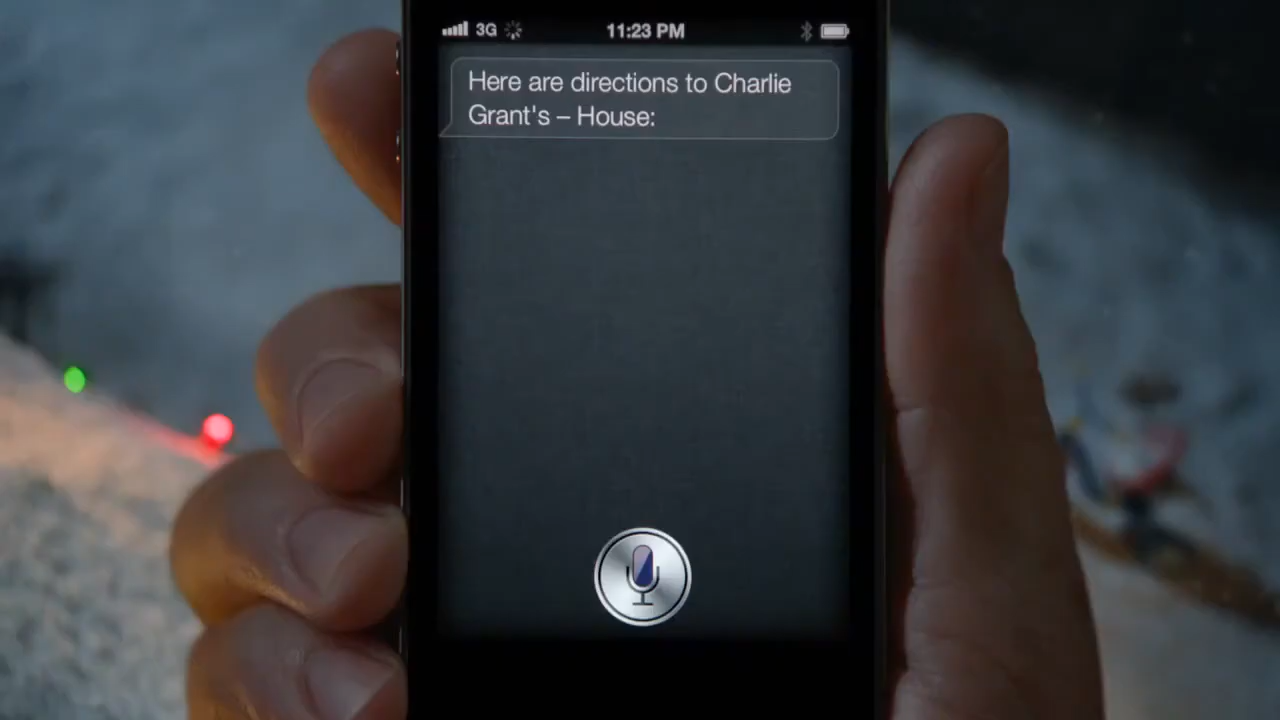 3G 11:23 PM
Here are directions to Charlie
Grant's – House: